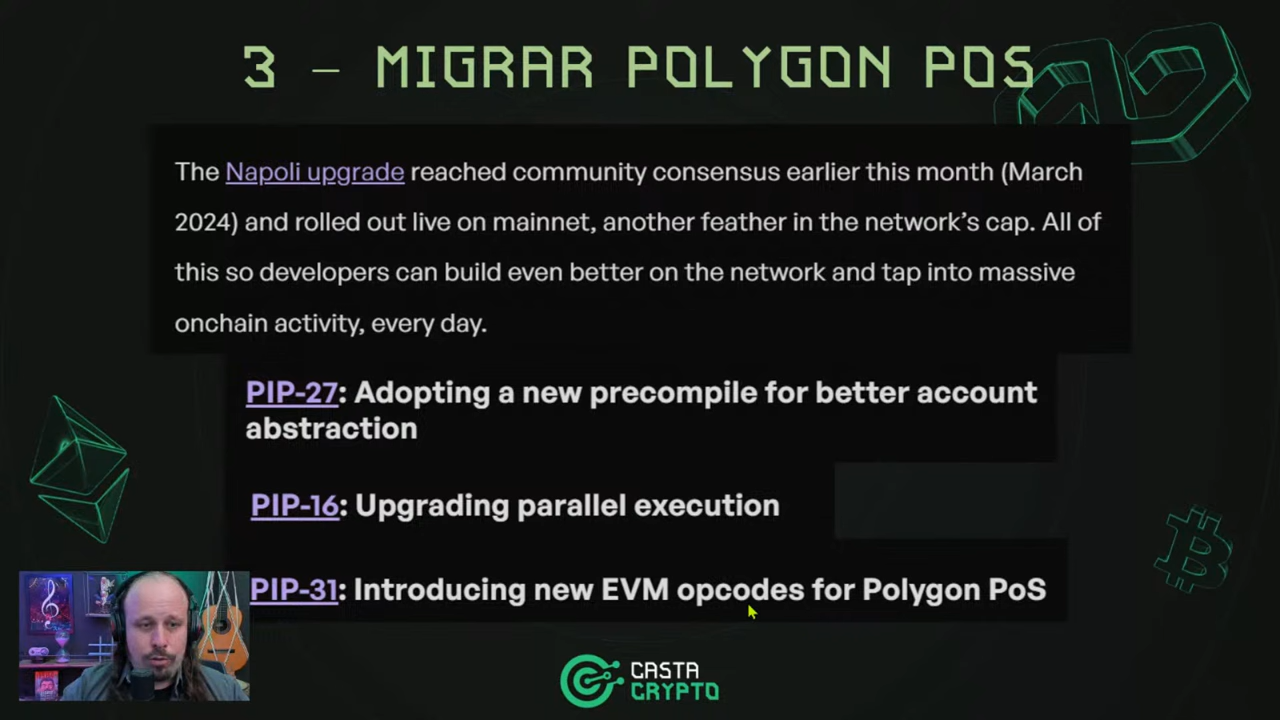 3 - MIGRAR POLYGON POS
The Napoli upgrade reached community consensus earlier this month (March
2024) and rolled out live on mainnet, another feather in the network’s cap. All of
this so developers can build even better on the network and tap into massive
onchain activity, every day.
PIP-27: Adopting a new precompile for better account
abstraction
PIP-16: Upgrading parallel execution
PIP-31: Introducing new EVM opcodes for Polygon PoS
CASTA
CRYPTO